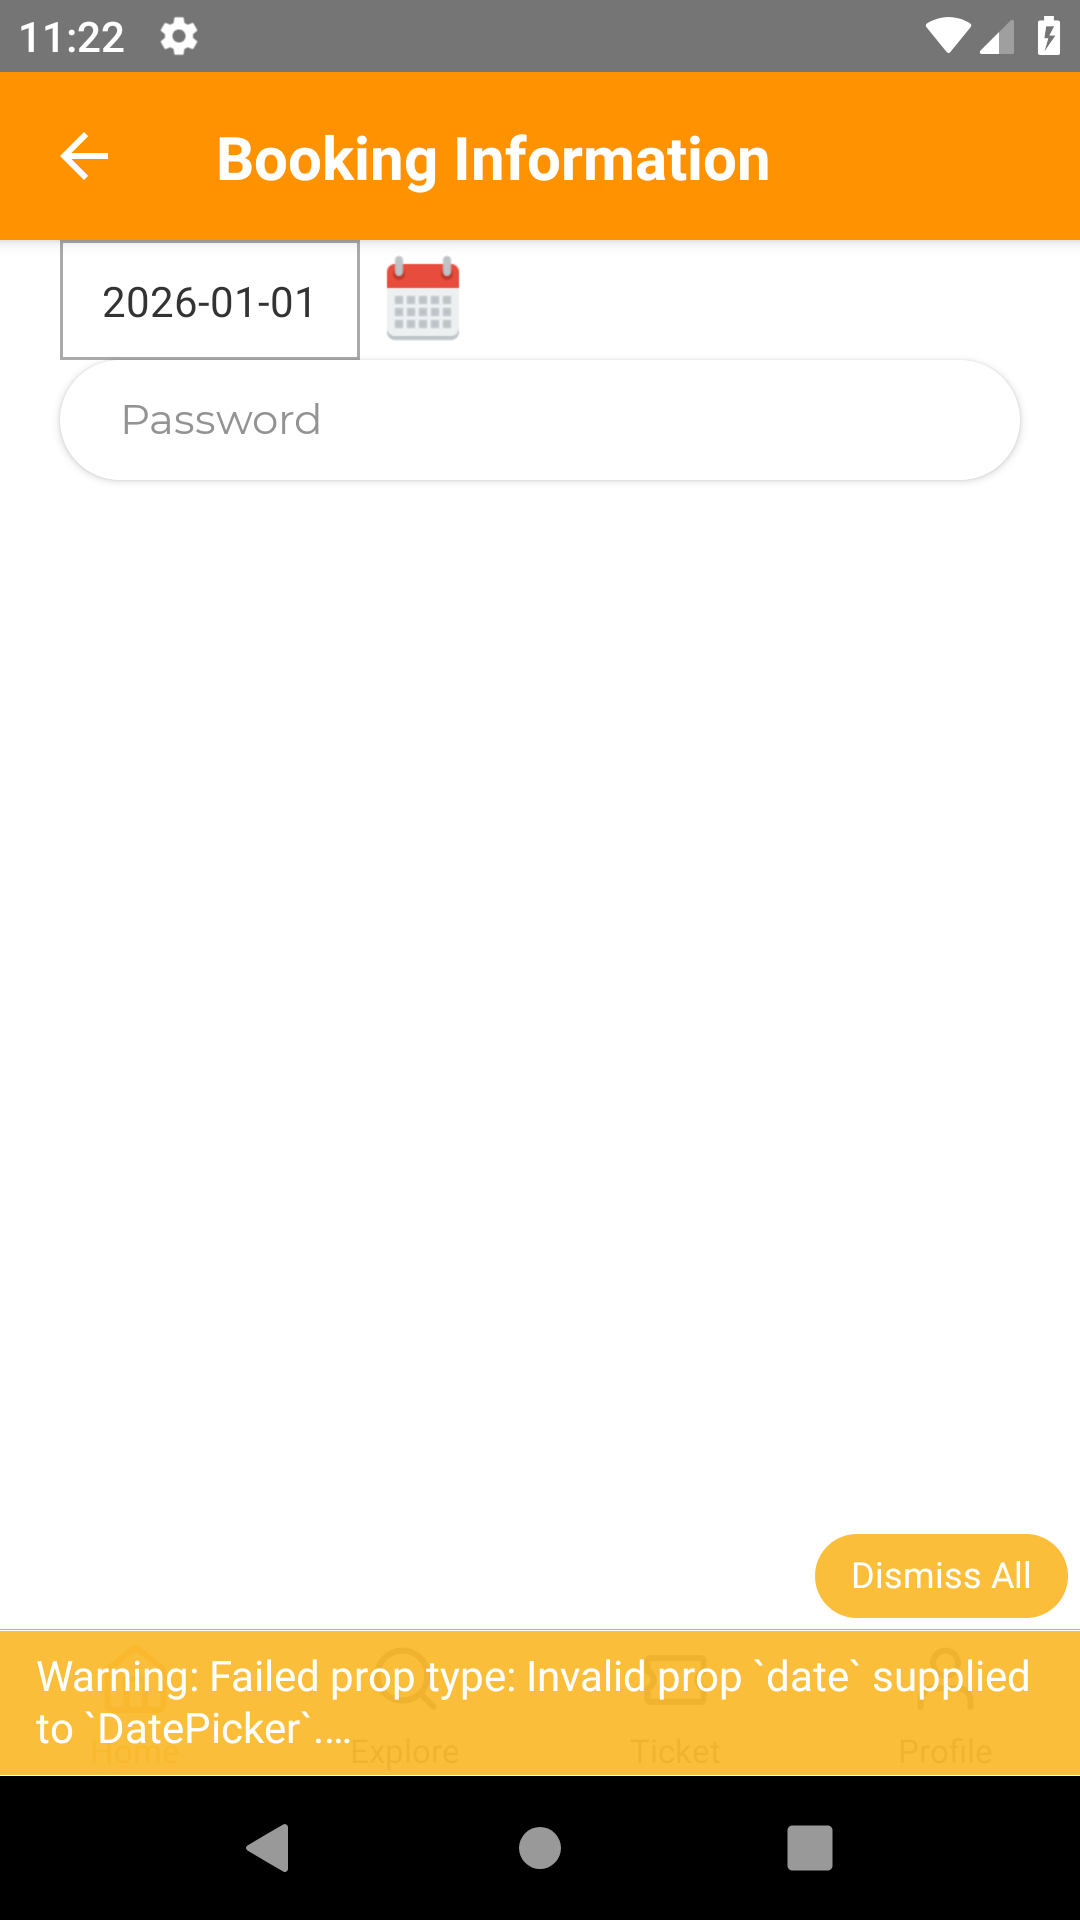 11:22
Booking Information
2026-01-01
Password
Dismiss All
Warning: Failed prop type: Invalid prop `date` supplied
to `DatePicker`.…
Home
Explore
Ticket
Profile